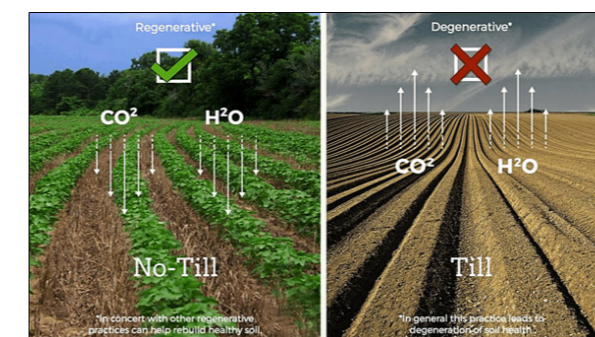 Regenerative*
CO²
H²O
No-Till
*In concert with other regenerative
practices can help rebuild healthy soil.
Degenerative*
CO²
H²O
Till
*In general this practice leads to
degeneration of soil health.